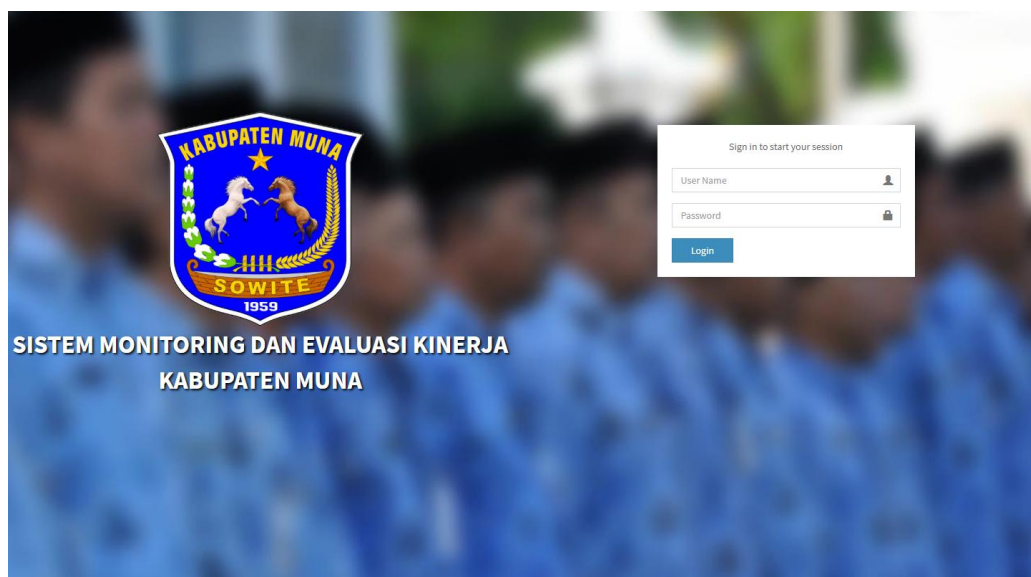 KABUPATEN MUNA
SOWITE
1959
SISTEM MONITORING DAN EVALUASI KINERJA
KABUPATEN MUNA
Sign in to start your session
User Name
Password
Login